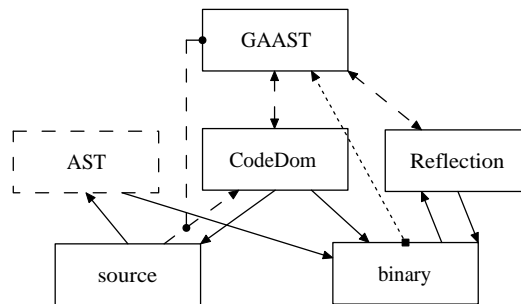 GAAST
AST
CodeDom
Reflection
source
binary